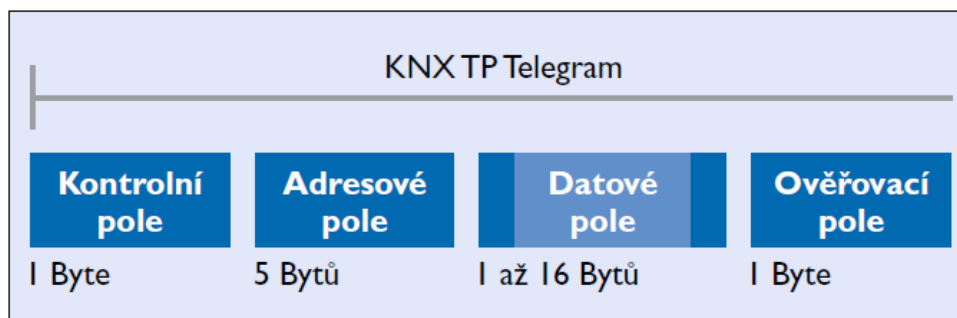 KNX TP Telegram
Kontrolní
pole
Adresové
pole
Datové
pole
Ověřovací
pole
1 Byte
5 Bytů
1 až 16 Bytů
1 Byte